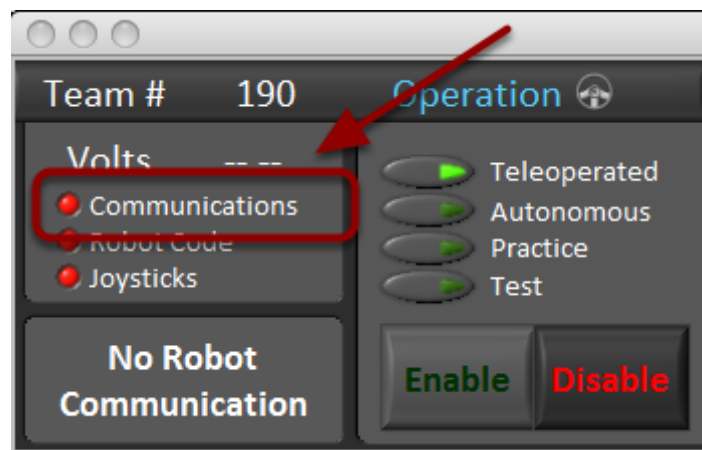 Team # 190
Operation
Volts --.--
Communications
Robot Code
Joysticks
No Robot
Communication
Teleoperated
Autonomous
Practice
Test
Enable
Disable